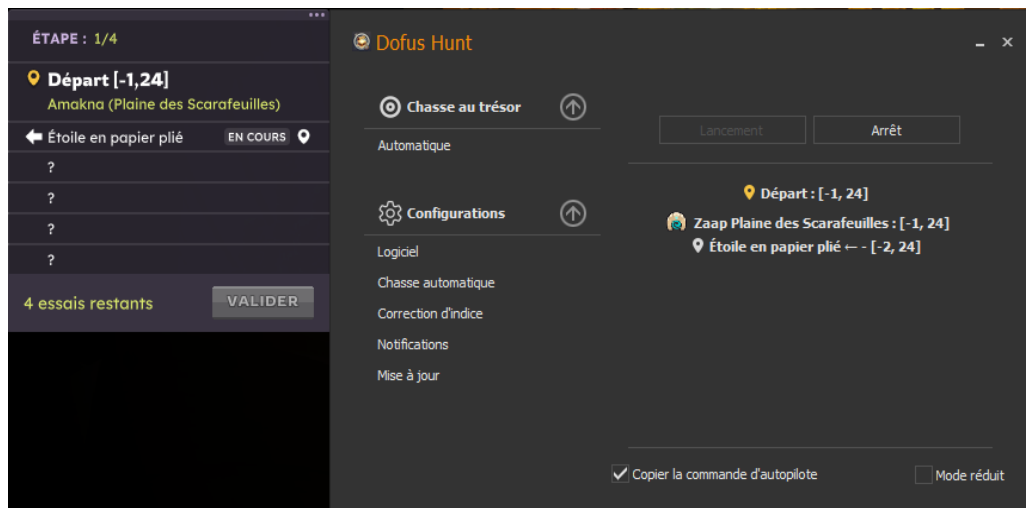 ÉTAPE : 1/4
Départ [-1,24]
Amakna (Plaine des Scarafeuilles)
Étoile en papier plié EN COURS
?
?
?
?
4 essais restants VALIDER
Dofus Hunt
Chasse au trésor
Automatique
Configurations
Logiciel
Chasse automatique
Correction d'indice
Notifications
Mise à jour
Lancement Arrêt
Départ : [-1, 24]
Zaap Plaine des Scarafeuilles : [-1, 24]
Étoile en papier plié ← - [-2, 24]
Copier la commande d'autopilote Mode réduit